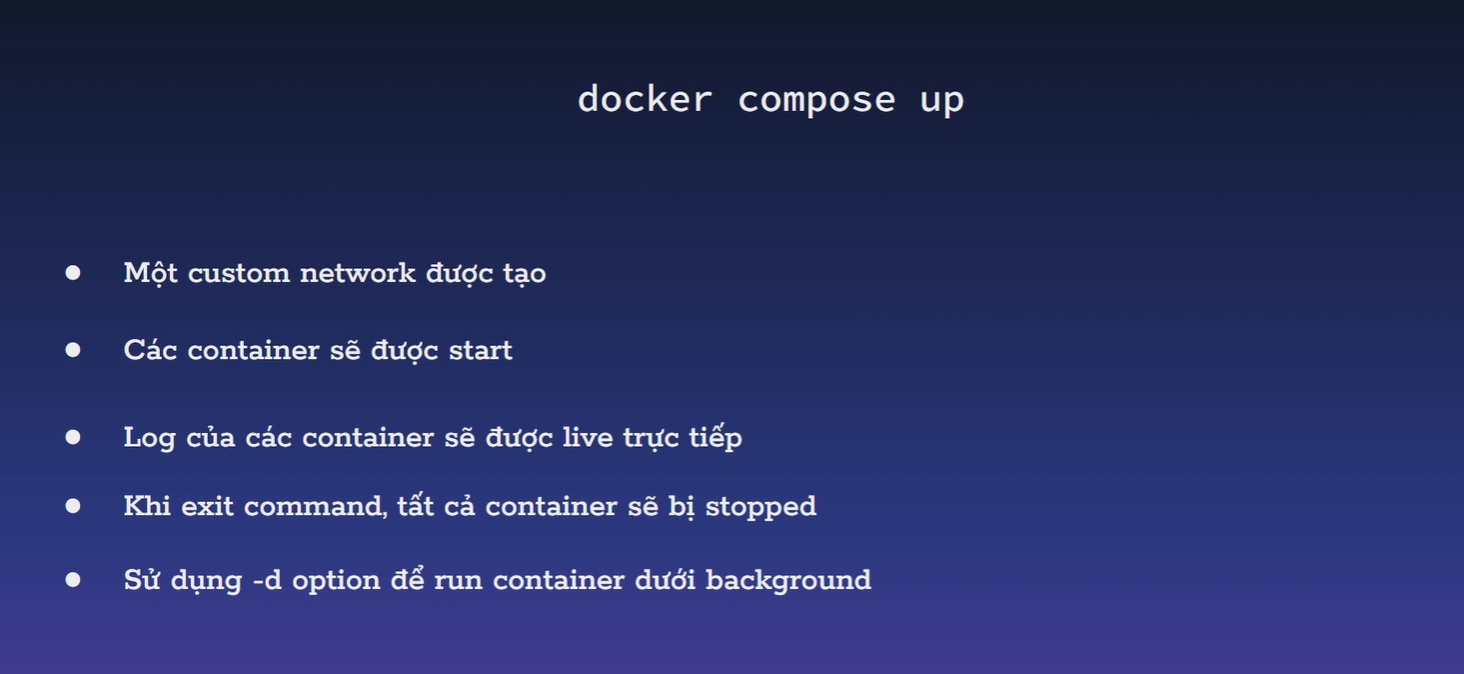 docker compose up
● Một custom network được tạo
● Các container sẽ được start
● Log của các container sẽ được live trực tiếp
● Khi exit command, tất cả container sẽ bị stopped
● Sử dụng -d option để run container dưới background